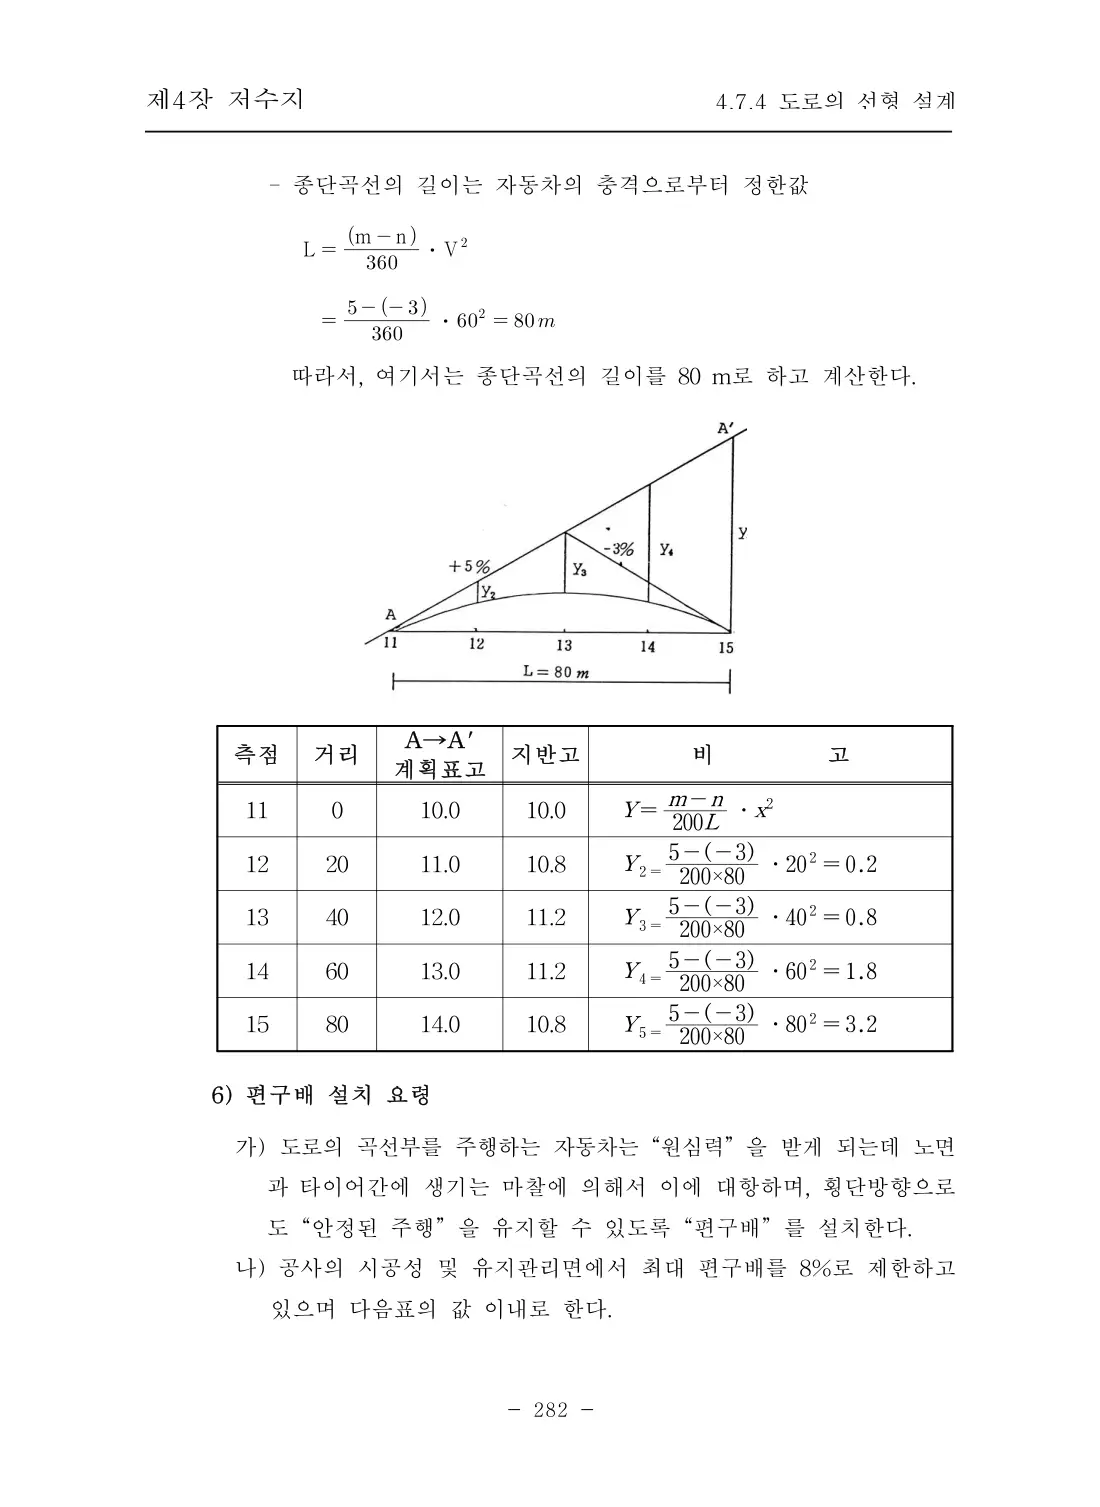 제4장 저수지
4.7.4 도로의 선형 설계
- 종단곡선의 길이는 자동차의 충격으로부터 정한값
L = (m-n)/360 · V²
= 5-(-3)/360 · 60² = 80m
따라서, 여기서는 종단곡선의 길이를 80 m로 하고 계산한다.
A′
y
-3% y₄
+5% y₃
y₂
A
11 12 13 14 15
L=80m
측점 거리 A→A′ 계획표고 지반고 비 고
11 0 10.0 10.0 Y= m-n/200L · x²
12 20 11.0 10.8 Y₂= 5-(-3)/200×80 · 20² = 0.2
13 40 12.0 11.2 Y₃= 5-(-3)/200×80 · 40² = 0.8
14 60 13.0 11.2 Y₄= 5-(-3)/200×80 · 60² = 1.8
15 80 14.0 10.8 Y₅= 5-(-3)/200×80 · 80² = 3.2
6) 편구배 설치 요령
가) 도로의 곡선부를 주행하는 자동차는 “원심력” 을 받게 되는데 노면
과 타이어간에 생기는 마찰에 의해서 이에 대항하며, 횡단방향으로
도 “안정된 주행” 을 유지할 수 있도록 “편구배” 를 설치한다.
나) 공사의 시공성 및 유지관리면에서 최대 편구배를 8%로 제한하고
있으며 다음표의 값 이내로 한다.
- 282 -